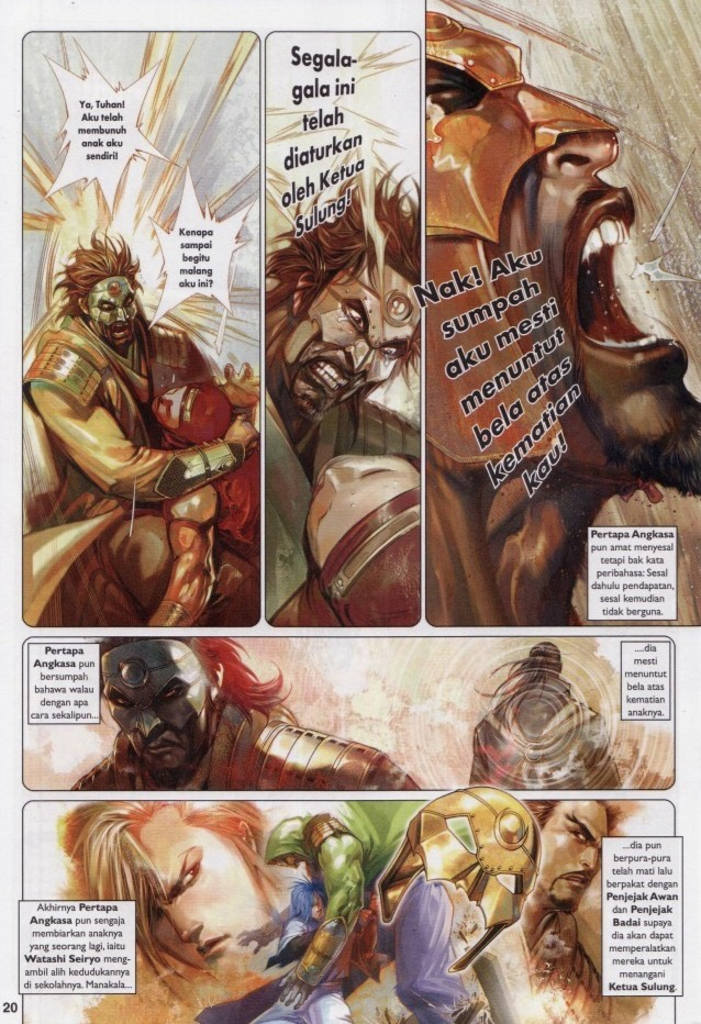 Ya, Tuhan!
Aku telah
membunuh
anak aku
sendiri!
Kenapa
sampai
begitu
malang
aku ini?
Segala-
gala ini
telah
diaturkan
oleh Ketua
Sulung!
Nak! Aku
sumpah
aku mesti
menuntut
bela atas
kematian
kau!
Pertapa Angkasa
pun amat menyesal
tetapi bak kata
peribahasa: Sesal
dahulu pendapatan,
sesal kemudian
tidak berguna.
Pertapa
Angkasa pun
bersumpah
bahawa walau
dengan apa
cara sekalipun...
....dia
mesti
menuntut
bela atas
kematian
anaknya.
Akhirnya Pertapa
Angkasa pun sengaja
membiarkan anaknya
yang seorang lagi, iaitu
Watashi Seiryo meng-
ambil alih kedudukannya
di sekolahnya. Manakala...
...dia pun
berpura-pura
telah mati lalu
berpakat dengan
Penjejak Awan
dan Penjejak
Badai supaya
dia akan dapat
memperalatkan
mereka untuk
menangani
Ketua Sulung.
20